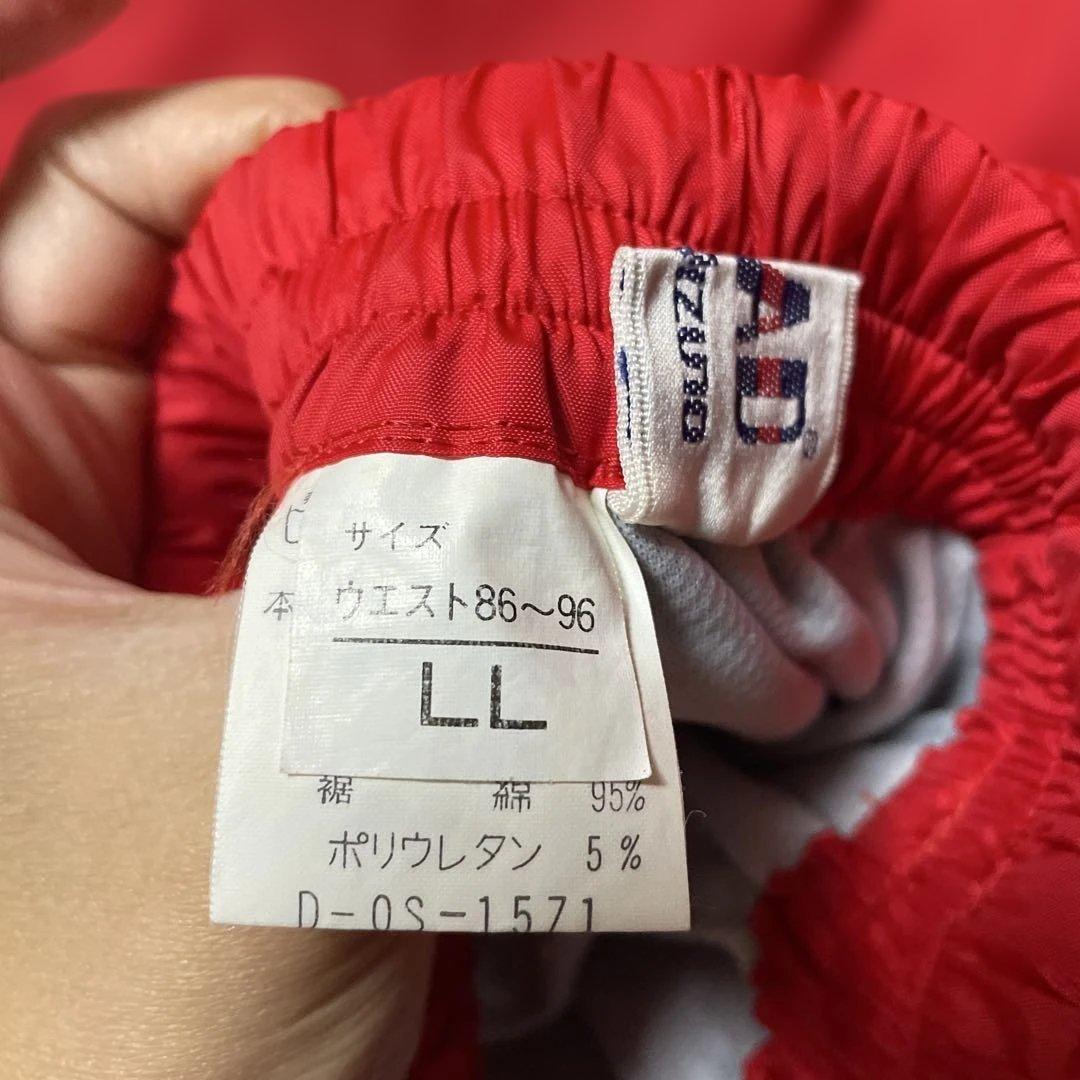 サイズ
ウエスト86～96
LL
本
裾 綿 95%
ポリウレタン 5%
D-OS-1571